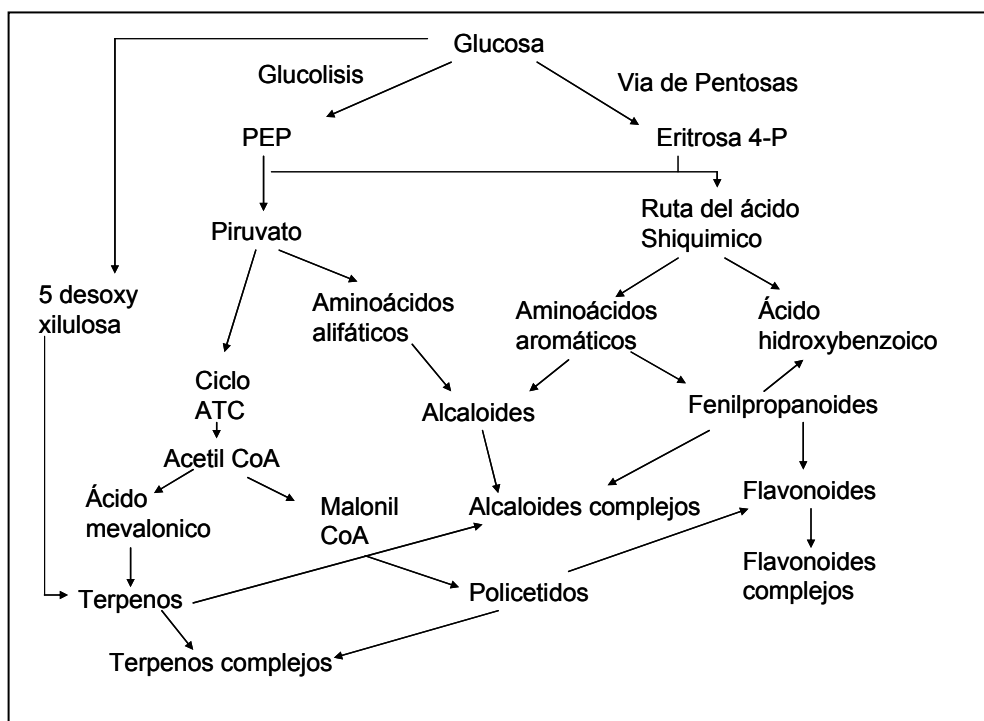 Glucosa
Glucolisis
Via de Pentosas
PEP
Eritrosa 4-P
Ruta del ácido
Shiquimico
Piruvato
5 desoxy
xilulosa
Aminoácidos
alifáticos
Aminoácidos
aromáticos
Ácido
hidroxybenzoico
Ciclo
ATC
Alcaloides
Fenilpropanoides
Acetil CoA
Ácido
mevalonico
Malonil
CoA
Alcaloides complejos
Flavonoides
Flavonoides
complejos
Terpenos
Policetidos
Terpenos complejos